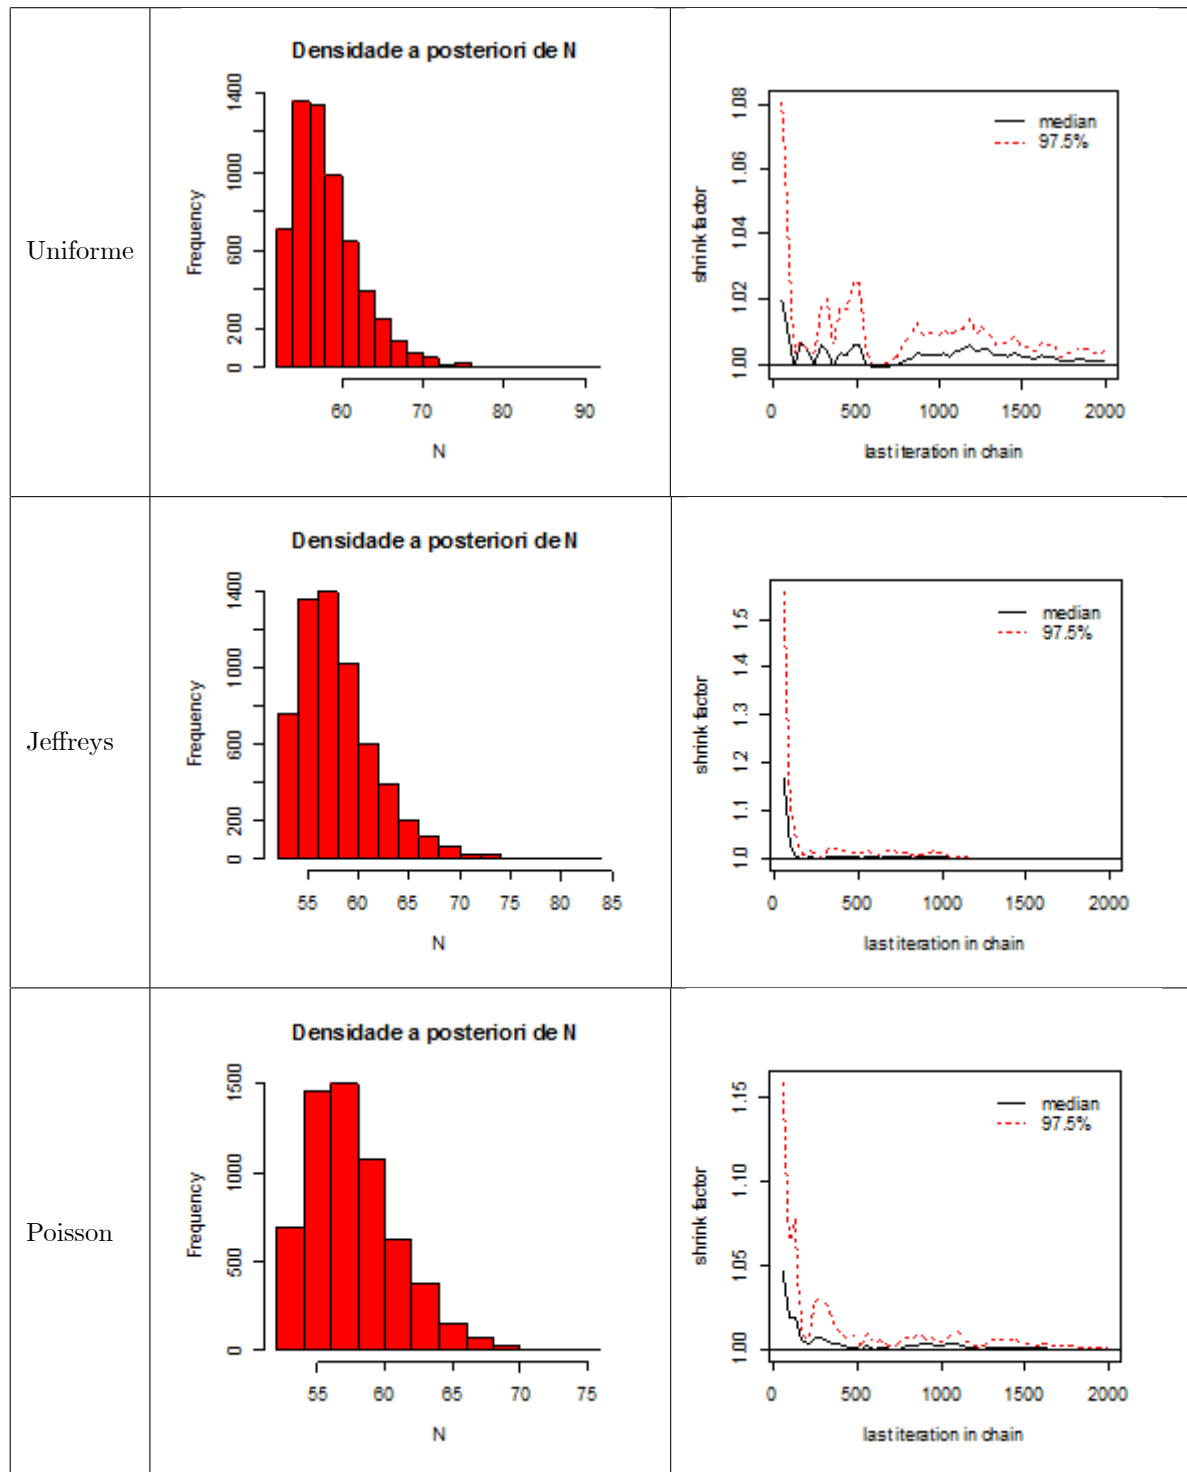 Uniforme
Densidade a posteriori de N
Frequency
0 200 600 1000 1400
60 70 80 90
N
shrink factor
1.00 1.02 1.04 1.06 1.08
median
97.5%
0 500 1000 1500 2000
last iteration in chain
Jeffreys
Densidade a posteriori de N
Frequency
0 200 600 1000 1400
55 60 65 70 75 80 85
N
shrink factor
1.0 1.1 1.2 1.3 1.4 1.5
median
97.5%
0 500 1000 1500 2000
last iteration in chain
Poisson
Densidade a posteriori de N
Frequency
0 500 1000 1500
55 60 65 70 75
N
shrink factor
1.00 1.05 1.10 1.15
median
97.5%
0 500 1000 1500 2000
last iteration in chain